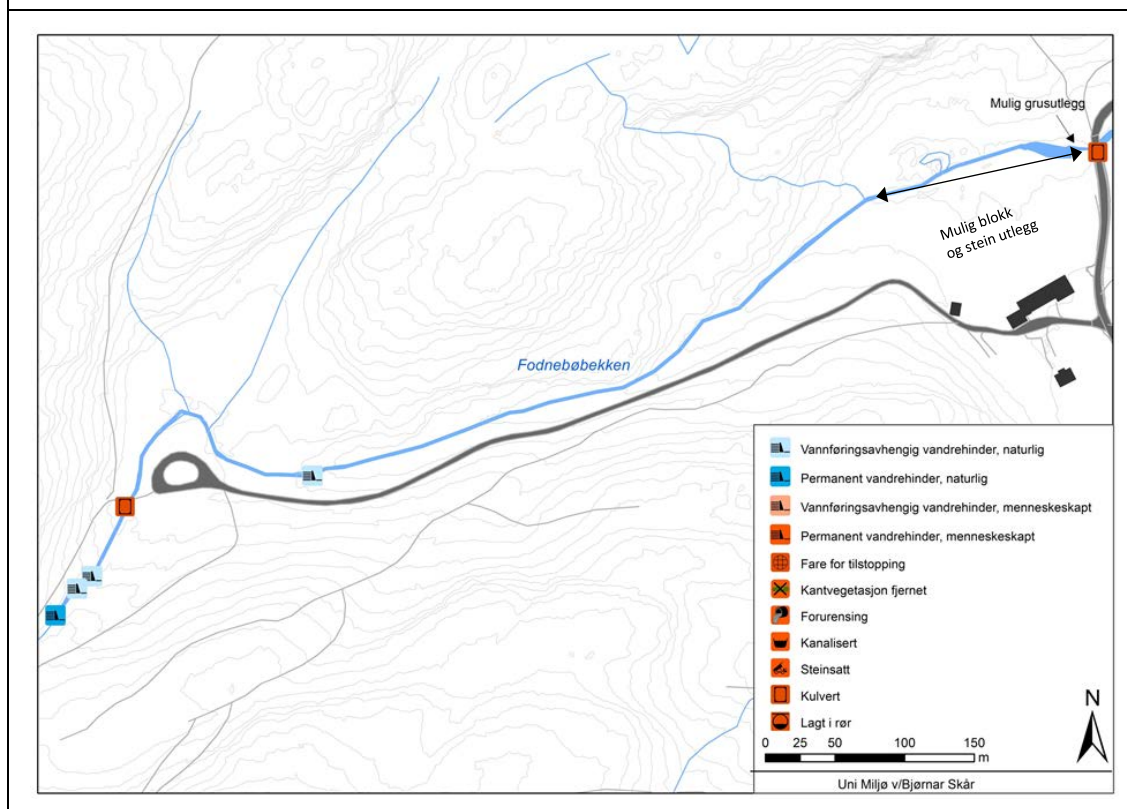 Mulig grusutlegg
Mulig blokk
og stein utlegg
Fodnebøbekken
Vannføringsavhengig vandrehinder, naturlig
Permanent vandrehinder, naturlig
Vannføringsavhengig vandrehinder, menneskeskapt
Permanent vandrehinder, menneskeskapt
Fare for tilstopping
Kantvegetasjon fjernet
Forurensing
Kanalisert
Steinsatt
Kulvert
Lagt i rør
N
0 25 50 100 150
m
Uni Miljø v/Bjørnar Skår